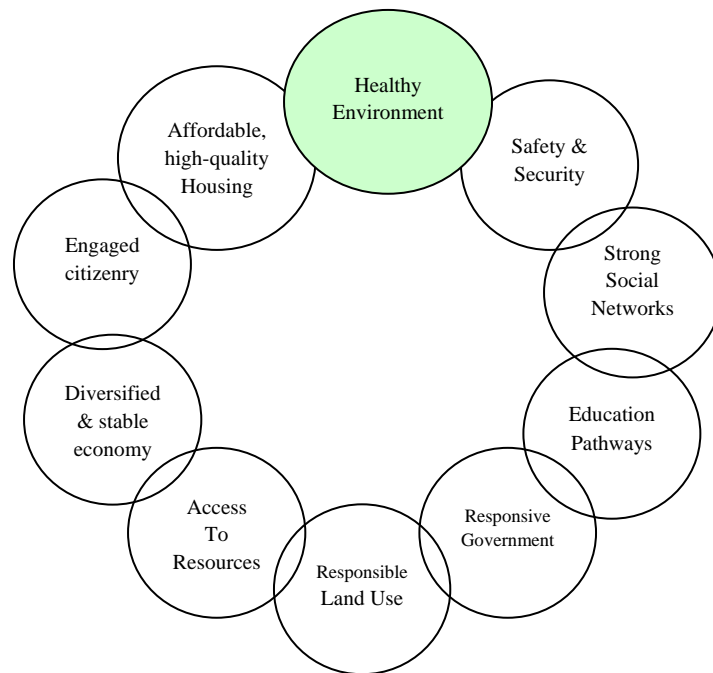 Healthy
Environment
Safety &
Security
Strong
Social
Networks
Education
Pathways
Responsive
Government
Responsible
Land Use
Access
To
Resources
Diversified
& stable
economy
Engaged
citizenry
Affordable,
high-quality
Housing